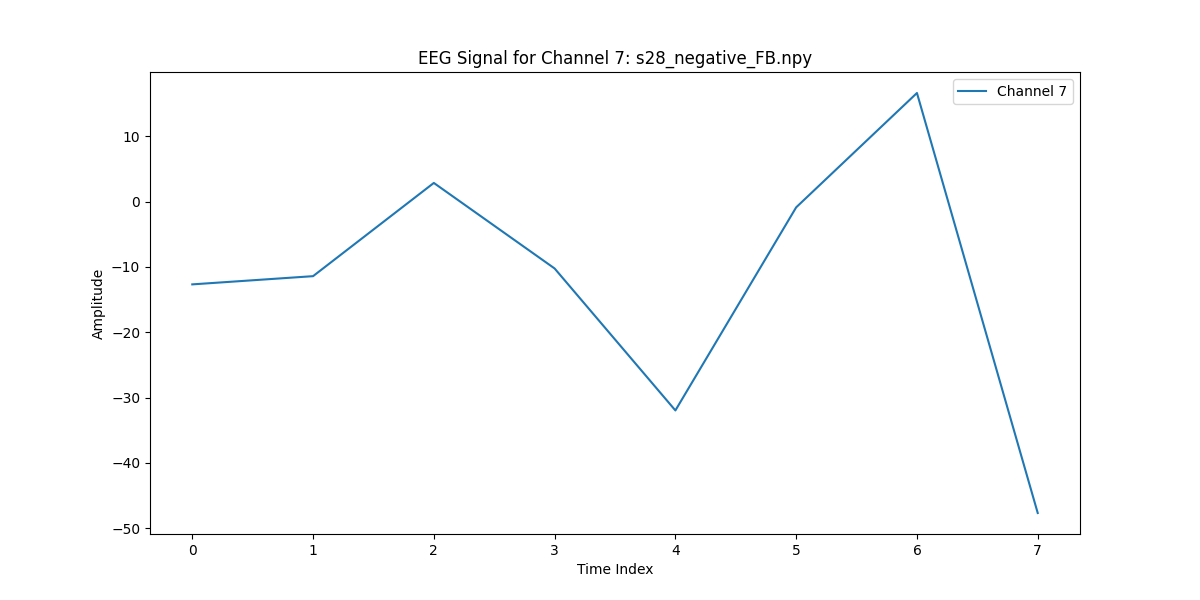 EEG Signal for Channel 7: s28_negative_FB.npy
Channel 7
10
0
−10
−20
−30
−40
−50
Amplitude
0 1 2 3 4 5 6 7
Time Index